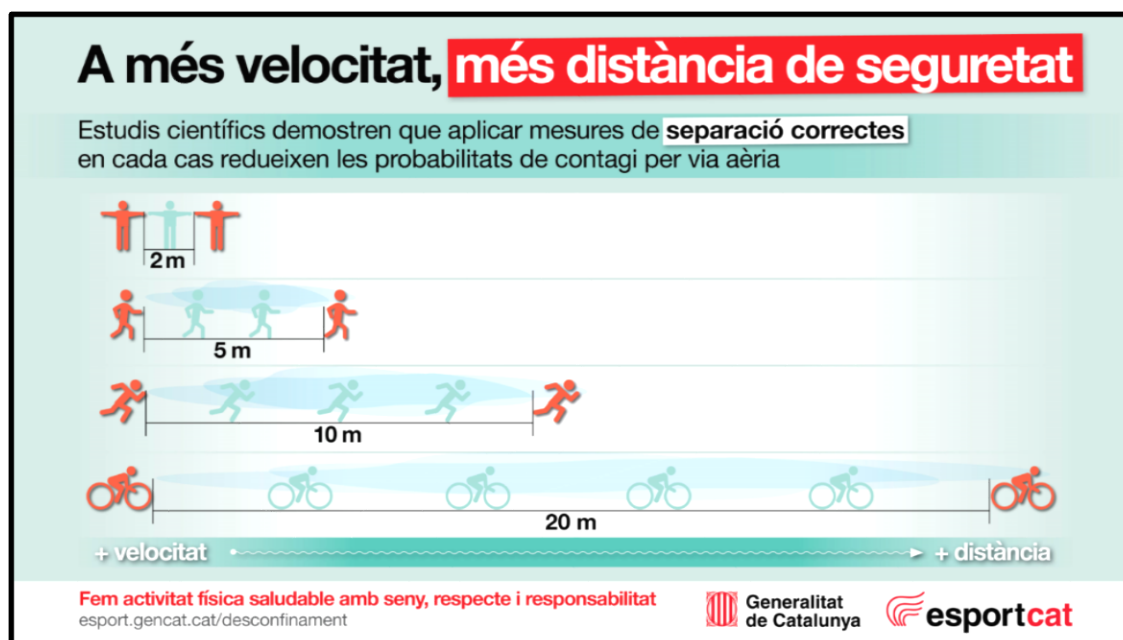 A més velocitat, més distància de seguretat
Estudis científics demostren que aplicar mesures de separació correctes
en cada cas redueixen les probabilitats de contagi per via aèria
2 m
5 m
10 m
20 m
+ velocitat
+ distància
Fem activitat física saludable amb seny, respecte i responsabilitat
esport.gencat.cat/desconfinament
Generalitat
de Catalunya
esportcat